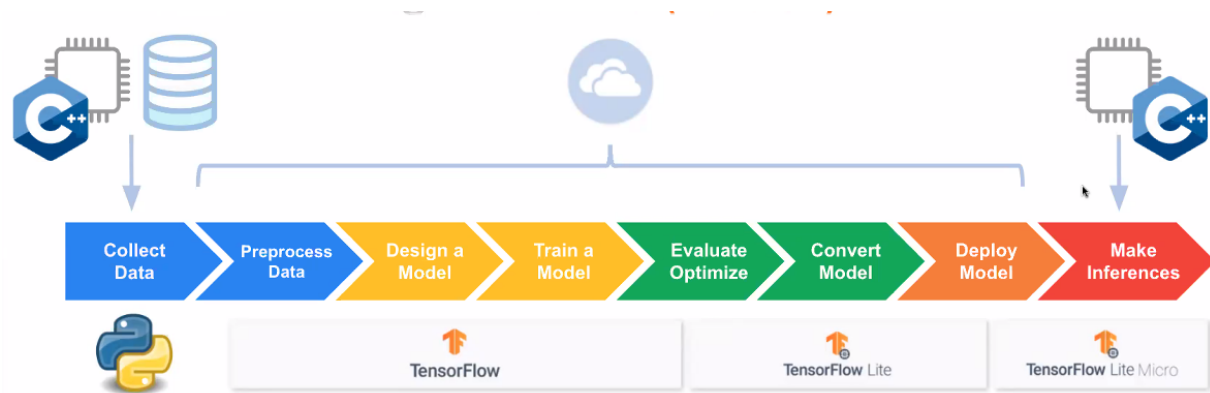 C++
C++
Collect
Data
Preprocess
Data
Design a
Model
Train a
Model
Evaluate
Optimize
Convert
Model
Deploy
Model
Make
Inferences
TensorFlow
TensorFlow Lite
TensorFlow Lite Micro